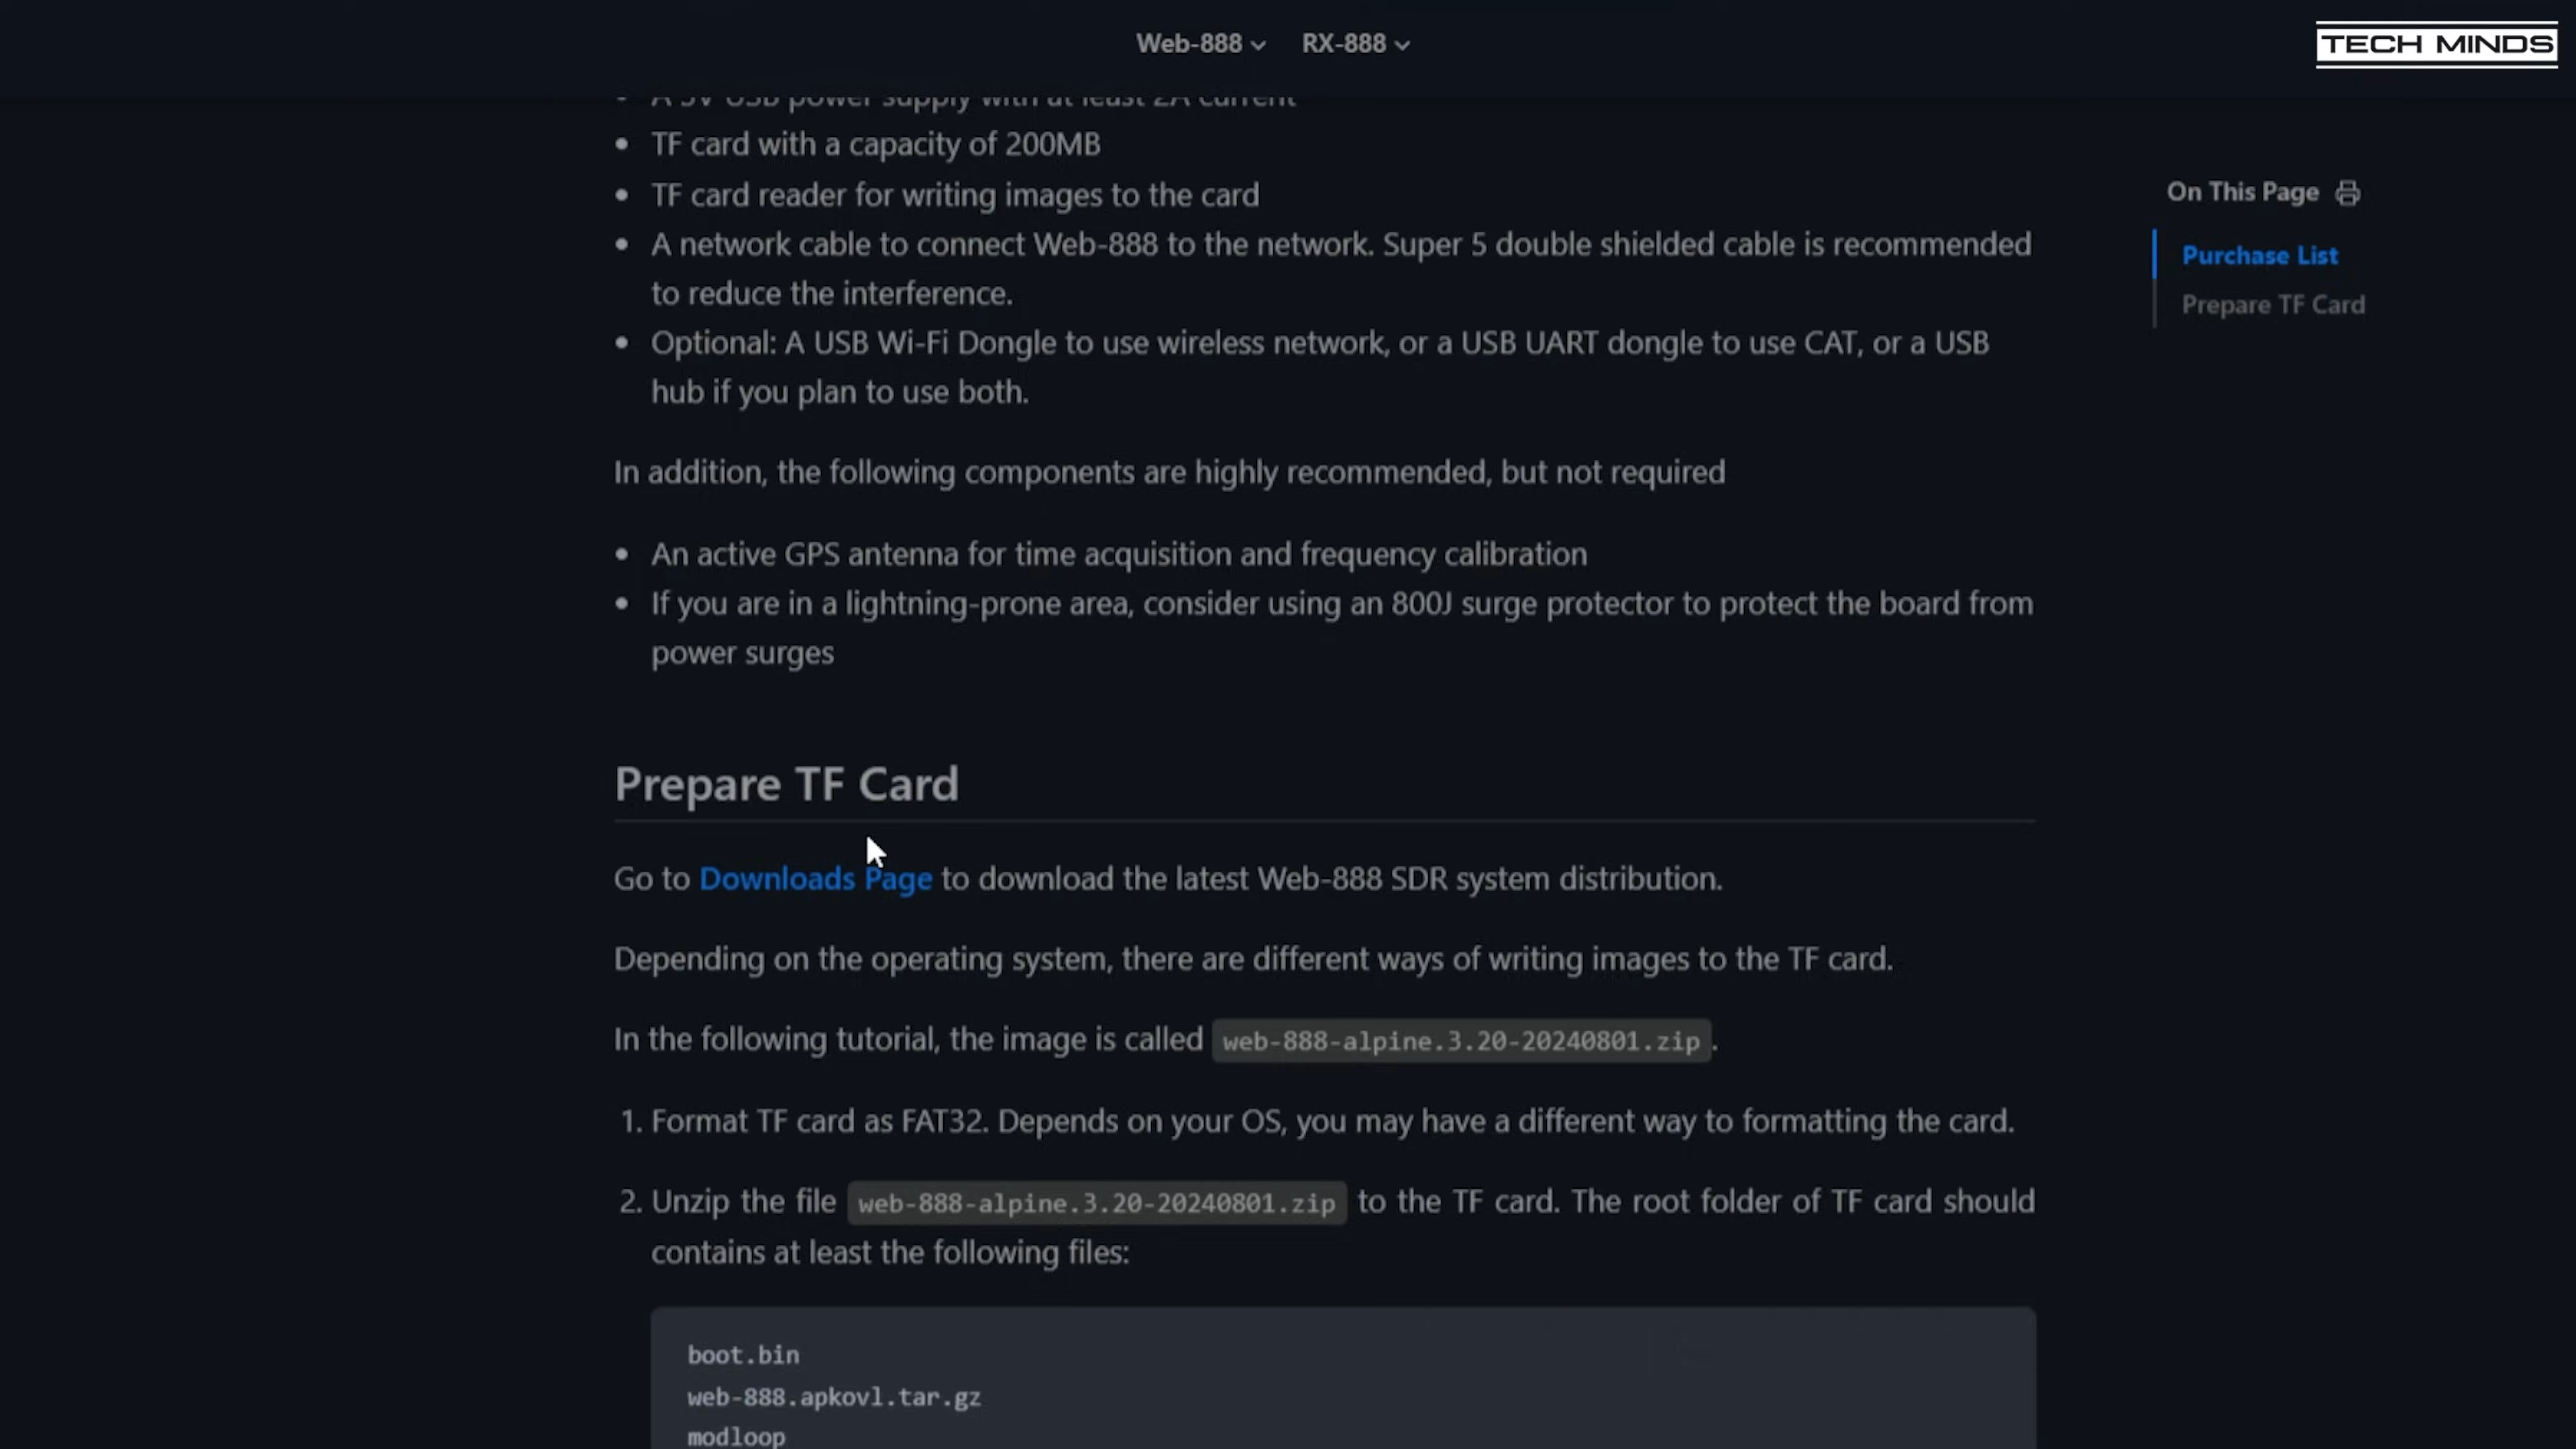 Web-888 RX-888
TECH MINDS
A 5V USB power supply with at least 2A current
TF card with a capacity of 200MB
TF card reader for writing images to the card
A network cable to connect Web-888 to the network. Super 5 double shielded cable is recommended
to reduce the interference.
Optional: A USB Wi-Fi Dongle to use wireless network, or a USB UART dongle to use CAT, or a USB
hub if you plan to use both.
In addition, the following components are highly recommended, but not required
An active GPS antenna for time acquisition and frequency calibration
If you are in a lightning-prone area, consider using an 800J surge protector to protect the board from
power surges
Prepare TF Card
Go to Downloads Page to download the latest Web-888 SDR system distribution.
Depending on the operating system, there are different ways of writing images to the TF card.
In the following tutorial, the image is called web-888-alpine.3.20-20240801.zip.
1. Format TF card as FAT32. Depends on your OS, you may have a different way to formatting the card.
2. Unzip the file web-888-alpine.3.20-20240801.zip to the TF card. The root folder of TF card should
contains at least the following files:
boot.bin
web-888.apkovl.tar.gz
modloop
On This Page
Purchase List
Prepare TF Card